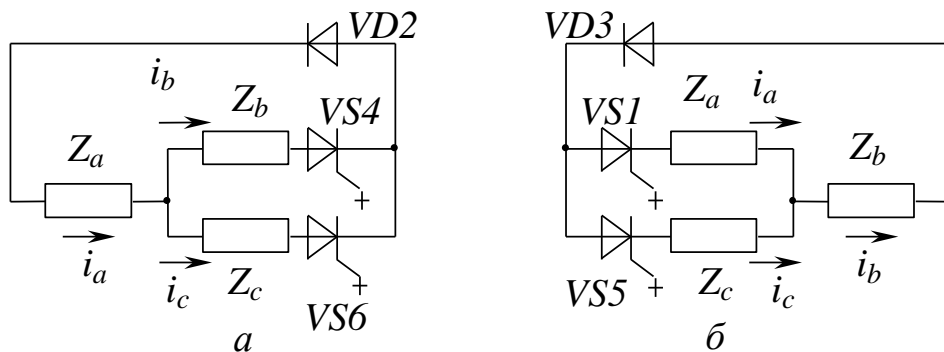 VD2 VD3
i_b Z_b VS4 VS1 Z_a i_a
Z_a Z_b
+ +
i_a i_c Z_c VS6 + VS5 + Z_c i_c i_b
а б